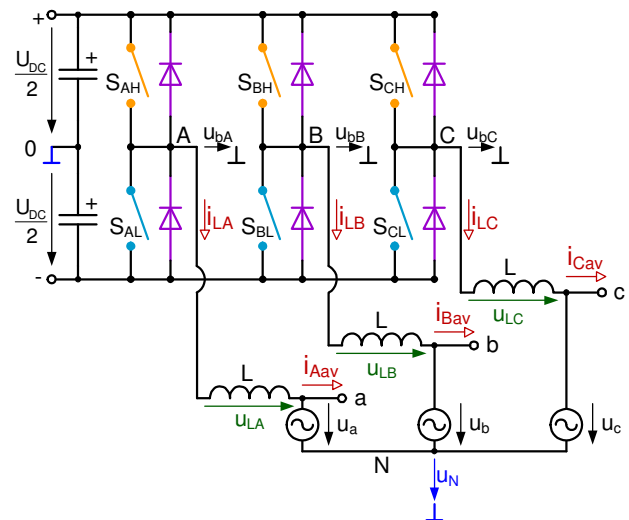 +
U_DC
2
+
S_AH
S_BH
S_CH
0
A
u_bA
B
u_bB
C
u_bC
U_DC
2
+
S_AL
i_LA
S_BL
i_LB
S_CL
i_LC
-
L
i_Cav
c
u_LC
L
i_Bav
b
u_LB
L
i_Aav
a
u_LA
u_a
u_b
u_c
N
u_N